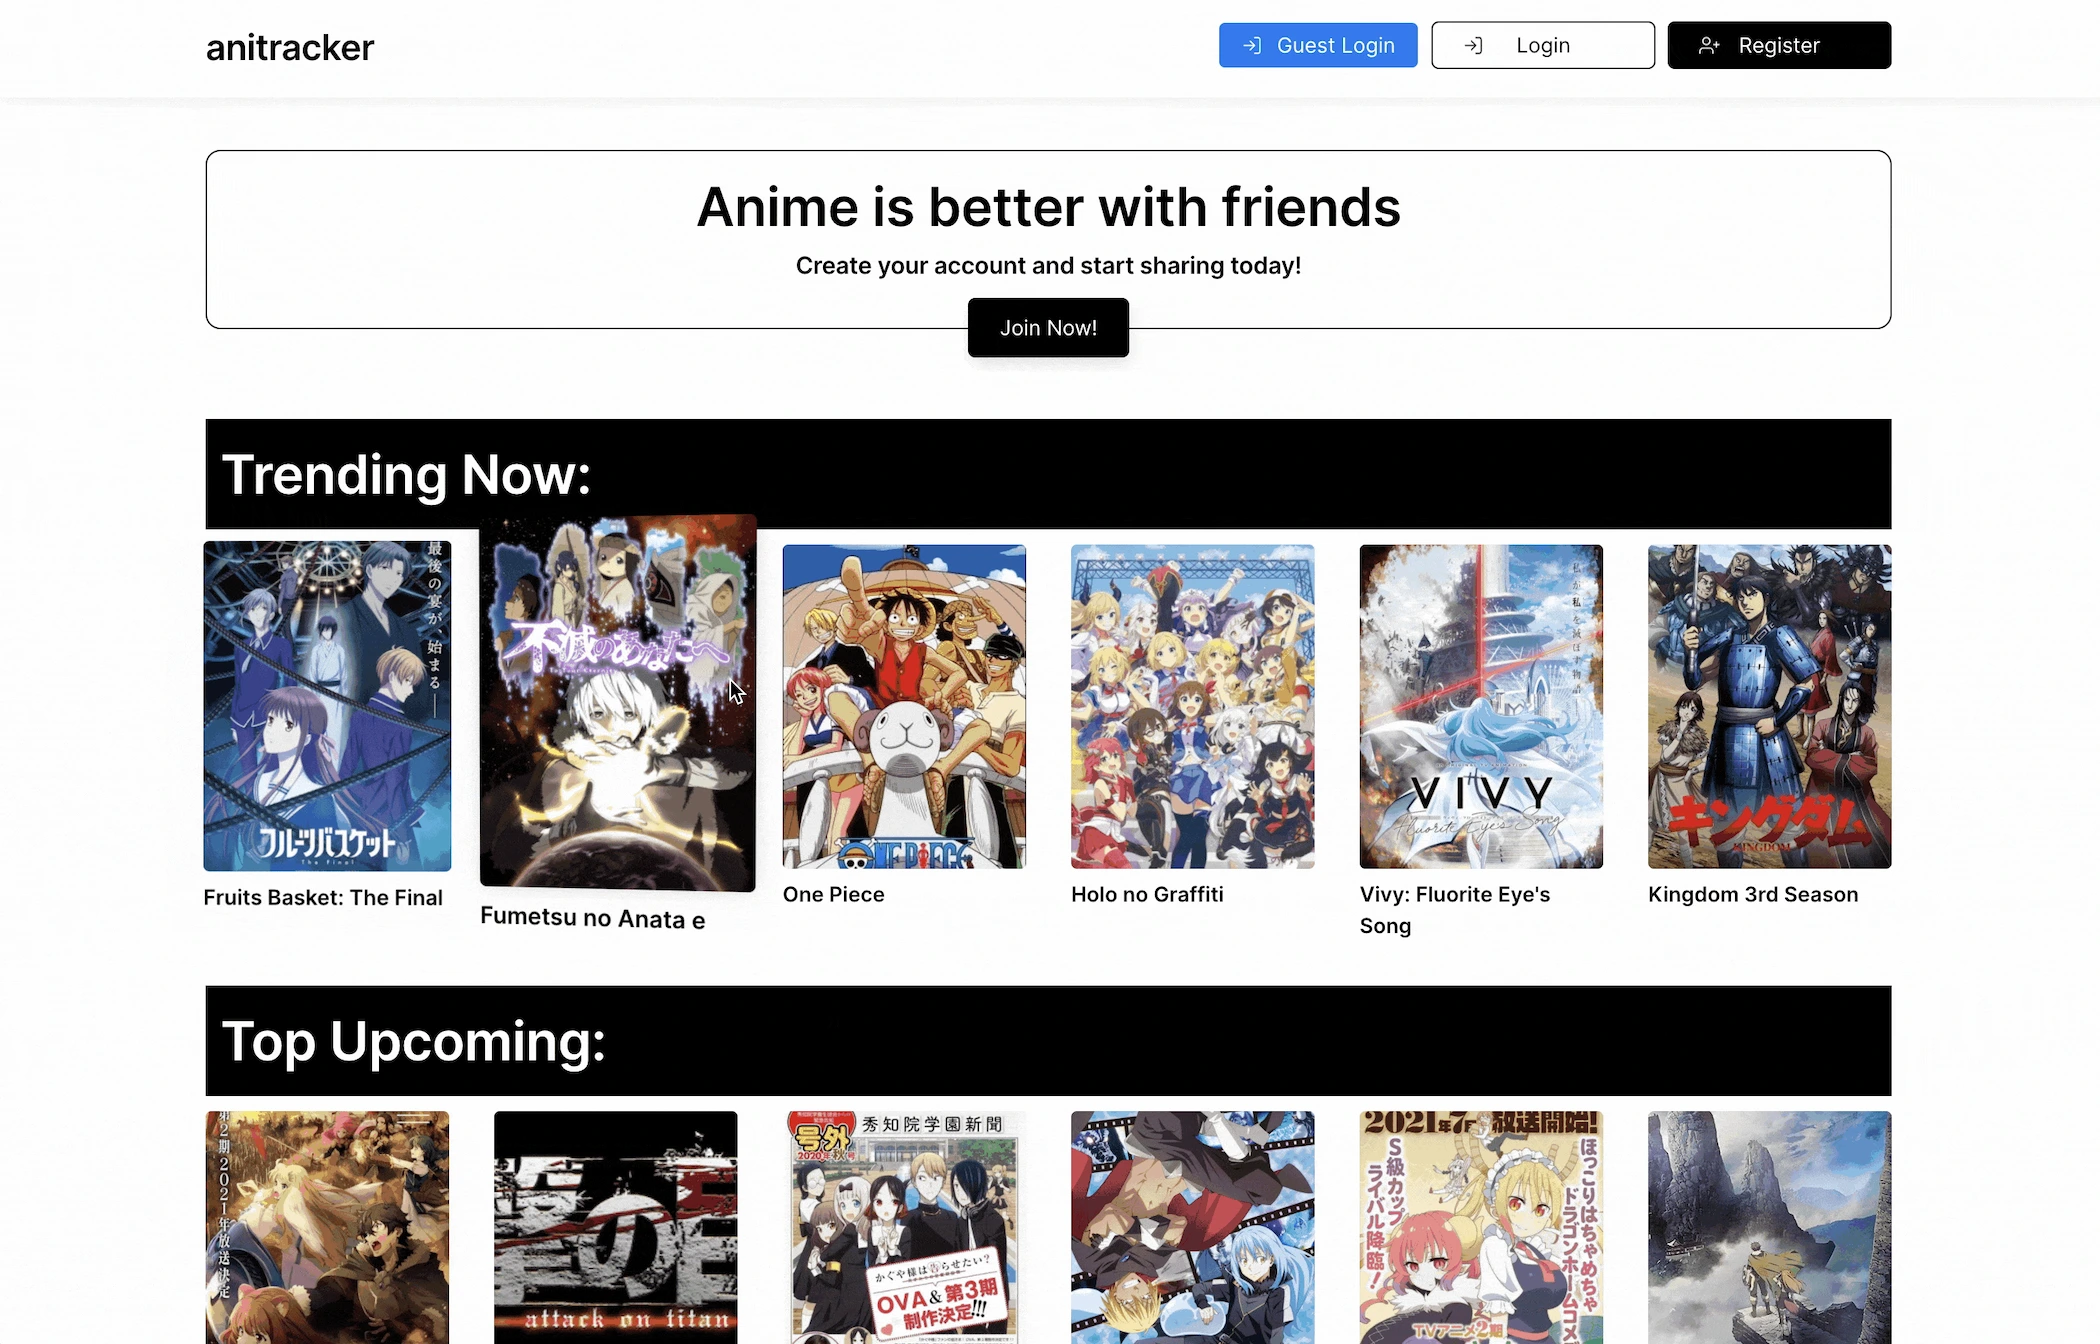 anitracker
Guest Login
Login
Register
Anime is better with friends
Create your account and start sharing today!
Join Now!
Trending Now:
最後の宴が、始まる——
フルーツバスケット
The Final
不滅のあなたへ
ONE PIECE
VIVY
Fluorite Eye's Song
キングダム
KINGDOM
Fruits Basket: The Final
Fumetsu no Anata e
One Piece
Holo no Graffiti
Vivy: Fluorite Eye's
Song
Kingdom 3rd Season
Top Upcoming:
第2期 2021年放送決定
attack on titan
号外
2020年秋号
秀知院学園新聞
かぐや様は告らせたい?
OVA&第3期
制作決定!!!
2021年7月放送開始!
ほっこりはちゃめちゃ
ドラゴンホームコメ
S級カップ
ライバル降臨!
TVアニメ2期